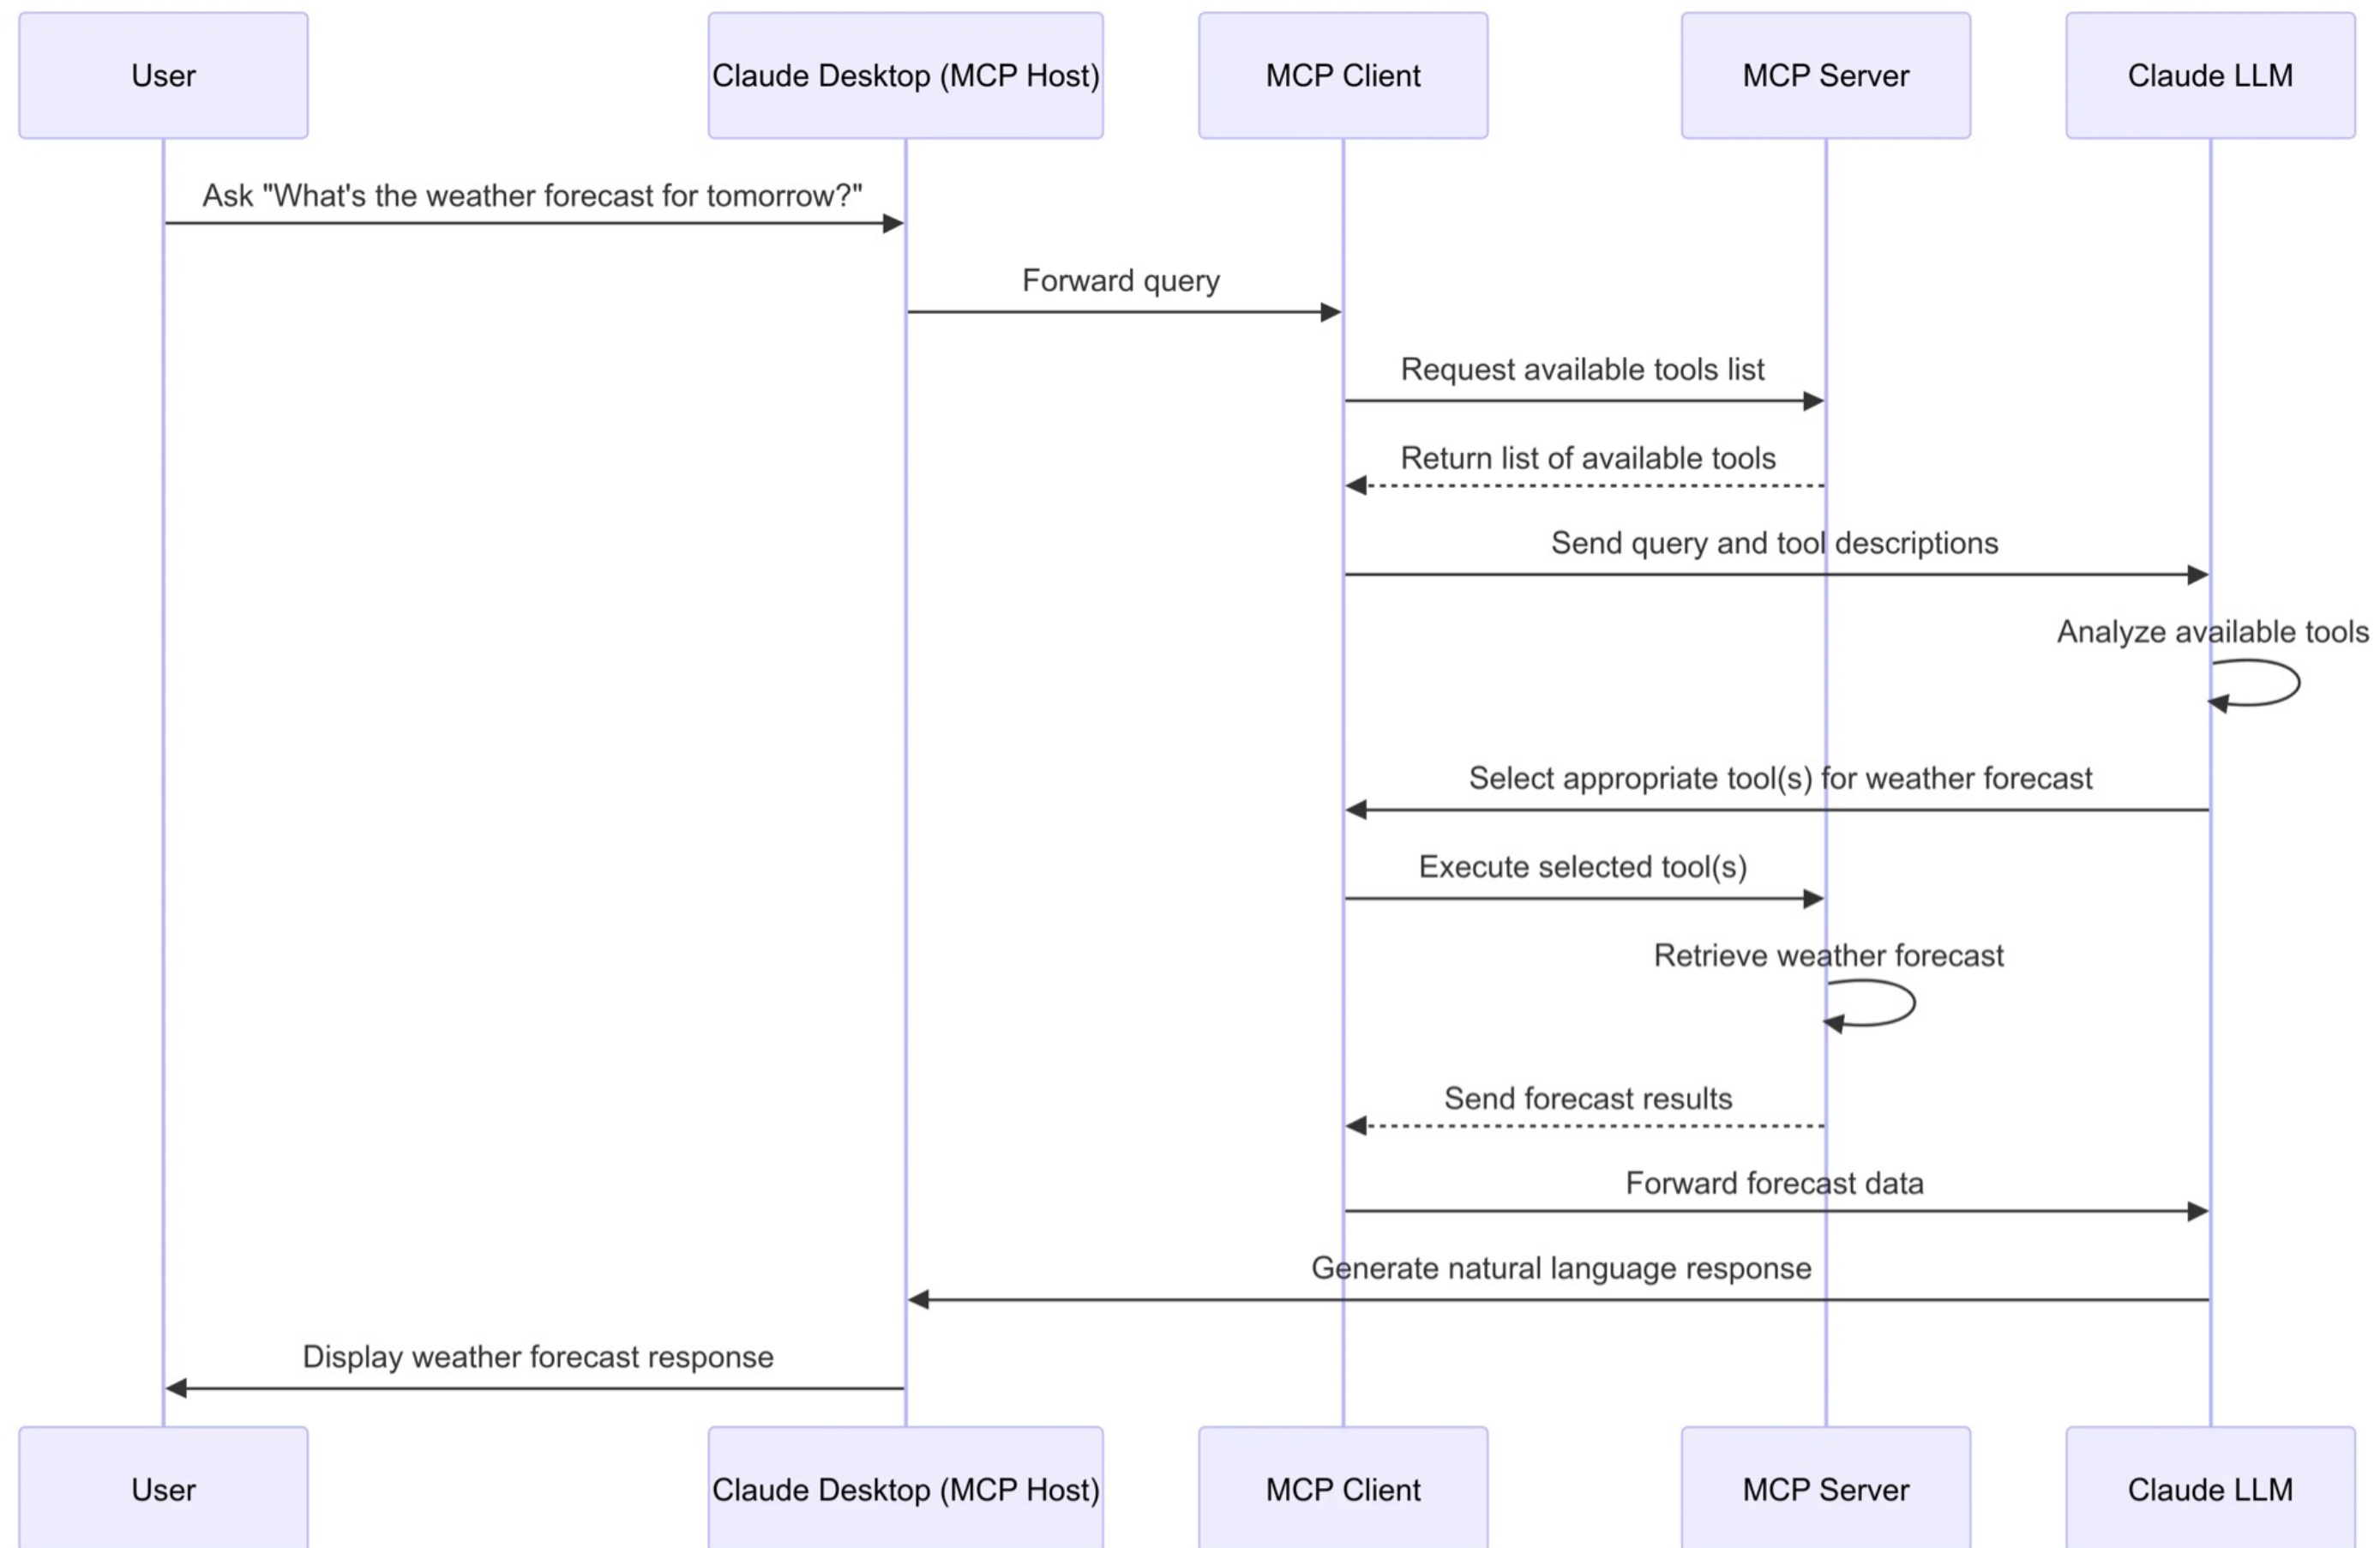 User
Claude Desktop (MCP Host)
MCP Client
MCP Server
Claude LLM
Ask "What's the weather forecast for tomorrow?"
Forward query
Request available tools list
Return list of available tools
Send query and tool descriptions
Analyze available tools
Select appropriate tool(s) for weather forecast
Execute selected tool(s)
Retrieve weather forecast
Send forecast results
Forward forecast data
Generate natural language response
Display weather forecast response
User
Claude Desktop (MCP Host)
MCP Client
MCP Server
Claude LLM